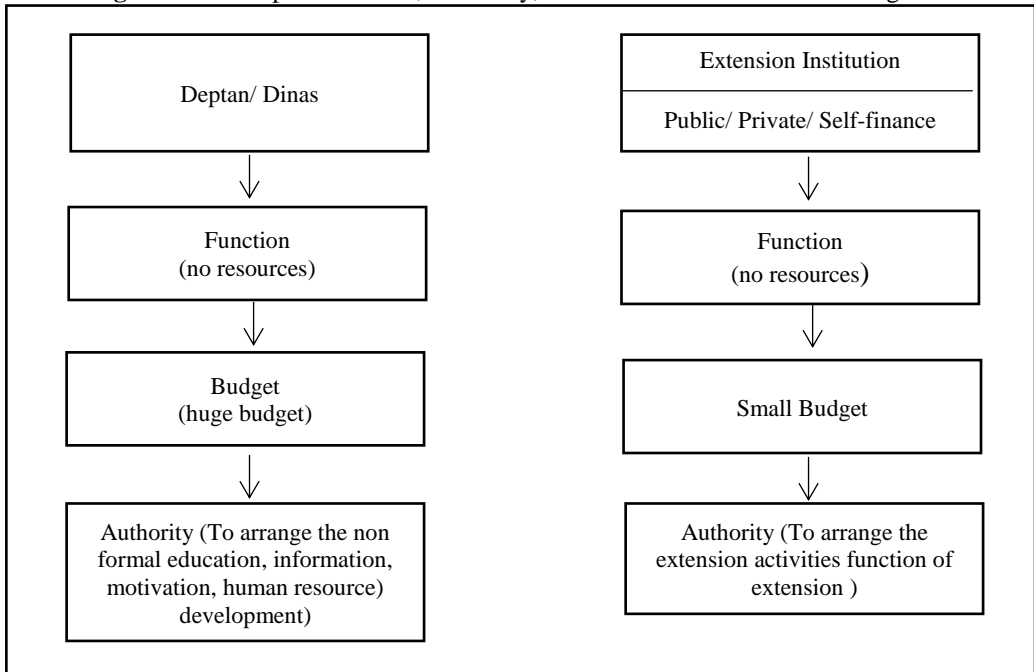 Deptan/ Dinas
Function
(no resources)
Budget
(huge budget)
Authority (To arrange the non
formal education, information,
motivation, human resource)
development)
Extension Institution
Public/ Private/ Self-finance
Function
(no resources)
Small Budget
Authority (To arrange the
extension activities function of
extension )